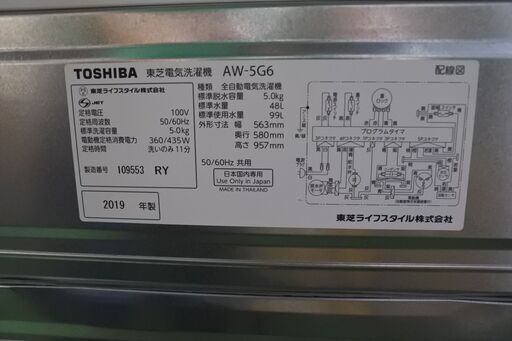 TOSHIBA 東芝電気洗濯機 AW-5G6
配線図
東芝ライフスタイル株式会社
JET
定格電圧 100V
定格周波数 50/60Hz
標準洗濯容量 5.0kg
電動機定格消費電力 360/435W
定格時間 洗いのみ11分
製造番号 109553 RY
2019 年製
種類 全自動電気洗濯機
標準脱水容量 5.0kg
標準水量 48L
標準使用水量 99L
外形寸法 幅 563mm
奥行 580mm
高さ 957mm
50/60Hz 共用
日本国内専用
Use Only in Japan
MADE IN THAILAND
プログラムタイマ
東芝ライフスタイル株式会社